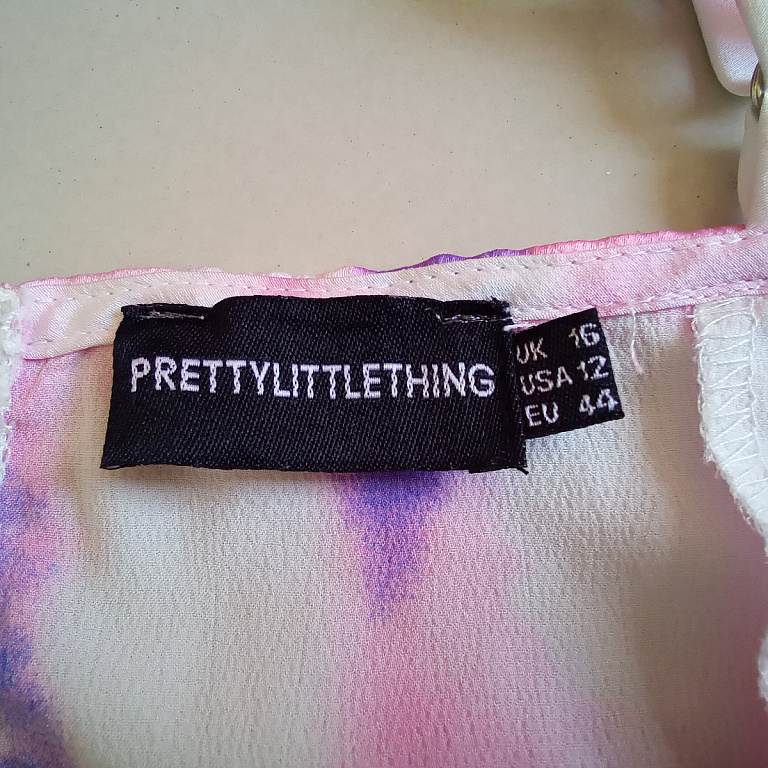 PRETTYLITTLETHING
UK 16
USA 12
EU 44